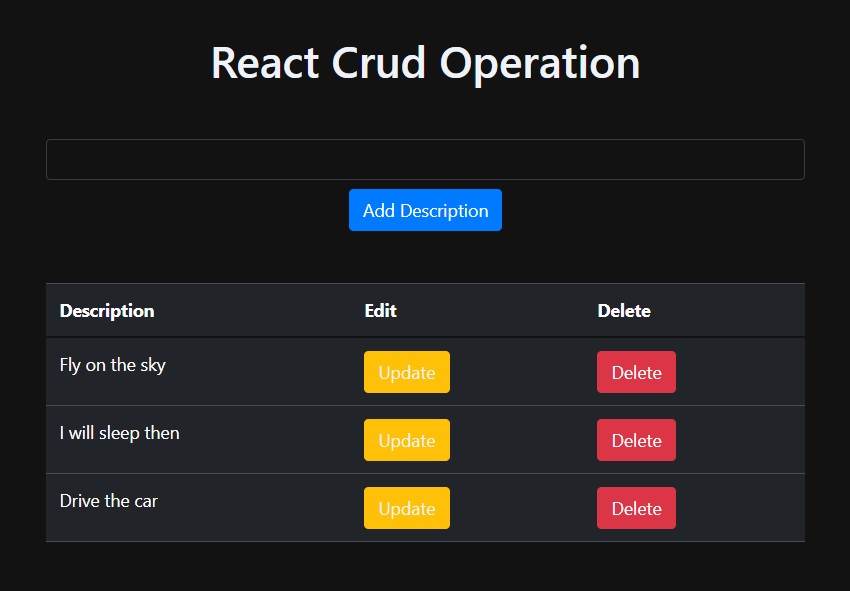 React Crud Operation
Add Description
Description Edit Delete
Fly on the sky Update Delete
I will sleep then Update Delete
Drive the car Update Delete